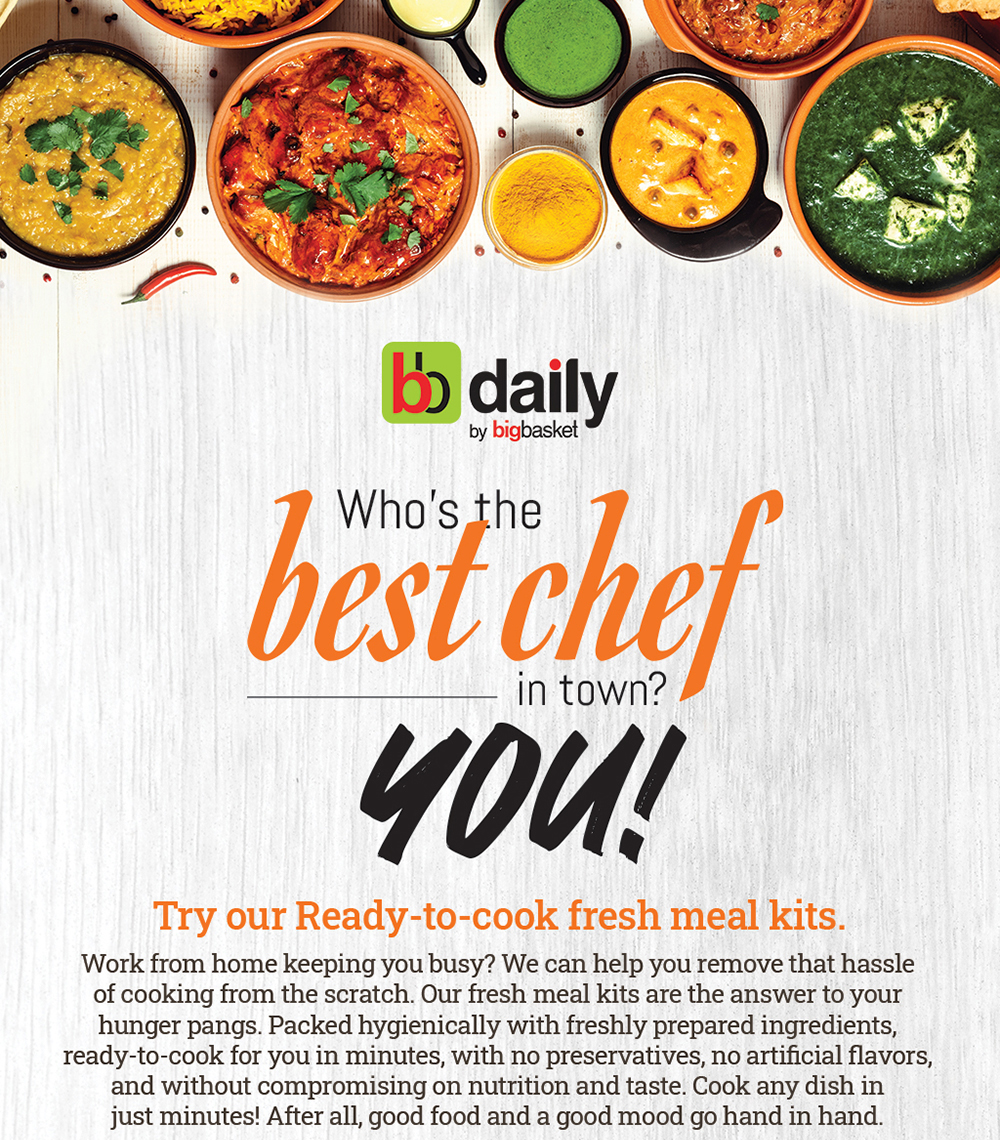 bb daily
by bigbasket
Who's the
best chef
in town?
YOU!
Try our Ready-to-cook fresh meal kits.
Work from home keeping you busy? We can help you remove that hassle
of cooking from the scratch. Our fresh meal kits are the answer to your
hunger pangs. Packed hygienically with freshly prepared ingredients,
ready-to-cook for you in minutes, with no preservatives, no artificial flavors,
and without compromising on nutrition and taste. Cook any dish in
just minutes! After all, good food and a good mood go hand in hand.